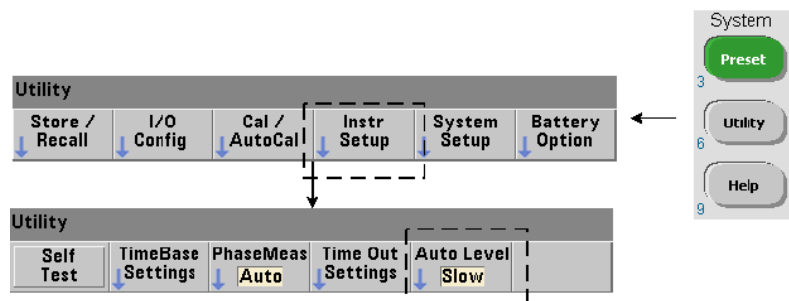 System
Preset
3
Utility
Store / Recall
I/O Config
Cal / AutoCal
Instr Setup
System Setup
Battery Option
Utility
6
Help
9
Utility
Self Test
TimeBase Settings
PhaseMeas Auto
Time Out Settings
Auto Level Slow